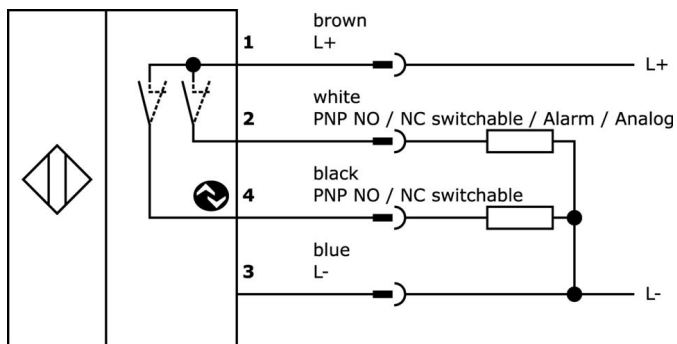 brown
1 L+
L+
white
2 PNP NO / NC switchable / Alarm / Analog
black
4 PNP NO / NC switchable
blue
3 L-
L-